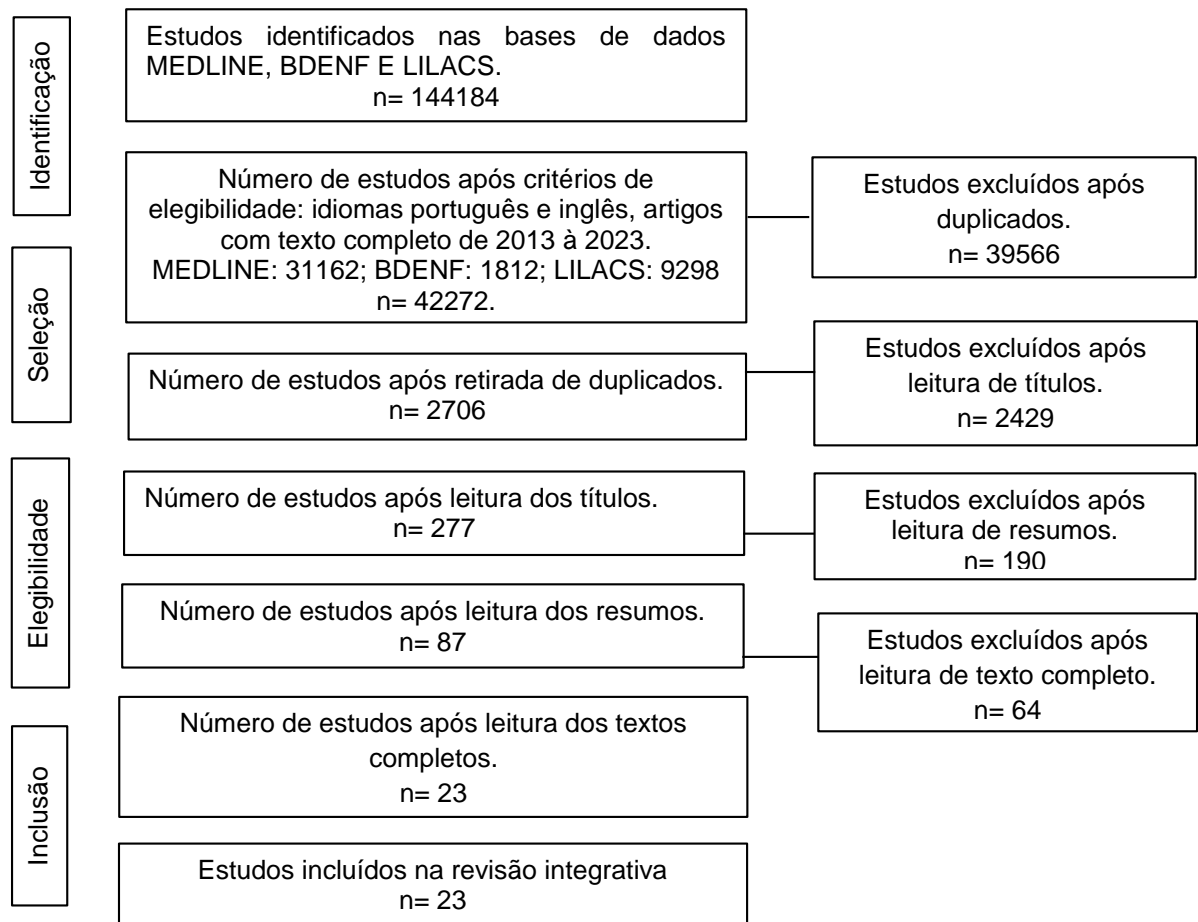 Identificação
Estudos identificados nas bases de dados
MEDLINE, BDENF E LILACS.
n= 144184
Número de estudos após critérios de
elegibilidade: idiomas português e inglês, artigos
com texto completo de 2013 à 2023.
MEDLINE: 31162; BDENF: 1812; LILACS: 9298
n= 42272.
Estudos excluídos após
duplicados.
n= 39566
Seleção
Número de estudos após retirada de duplicados.
n= 2706
Estudos excluídos após
leitura de títulos.
n= 2429
Elegibilidade
Número de estudos após leitura dos títulos.
n= 277
Estudos excluídos após
leitura de resumos.
n= 190
Número de estudos após leitura dos resumos.
n= 87
Estudos excluídos após
leitura de texto completo.
n= 64
Inclusão
Número de estudos após leitura dos textos
completos.
n= 23
Estudos incluídos na revisão integrativa
n= 23